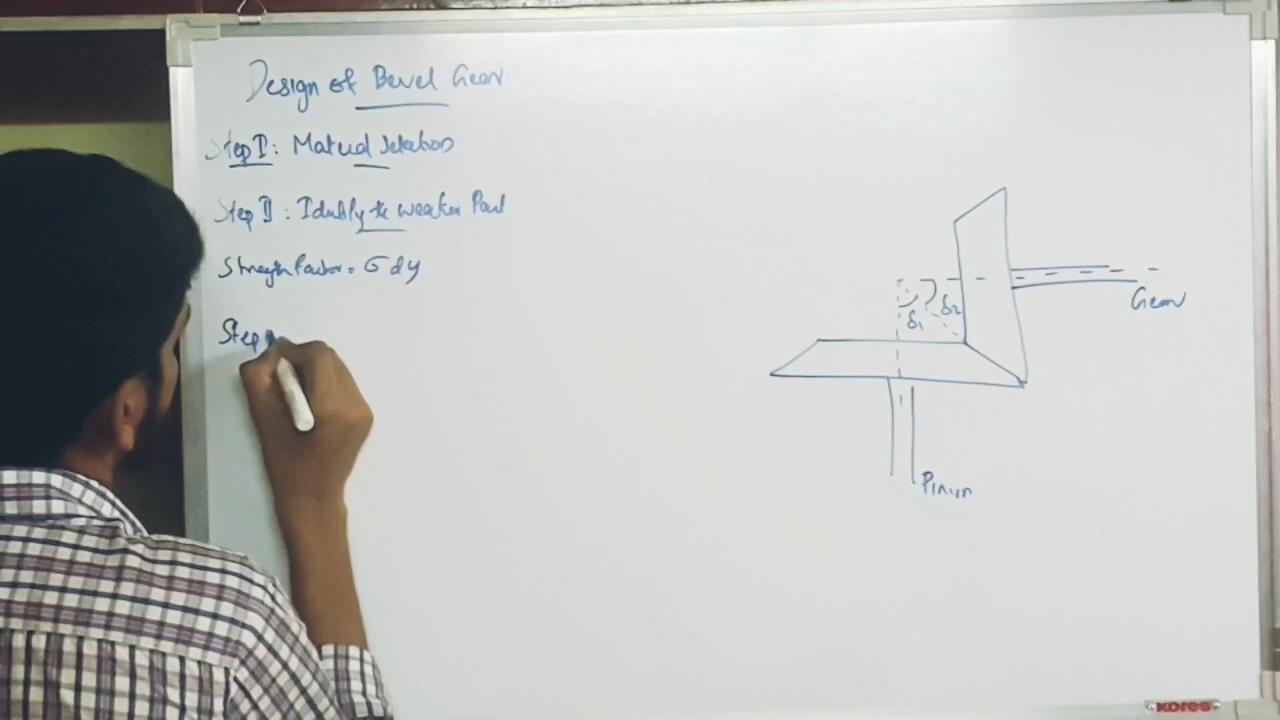 Design of Bevel Gear
Step I: Material Selection
Step II: Identify the weaker Part
Strength Factor = σdy
Step
δ1
δ2
Gear
Pinion
KORES